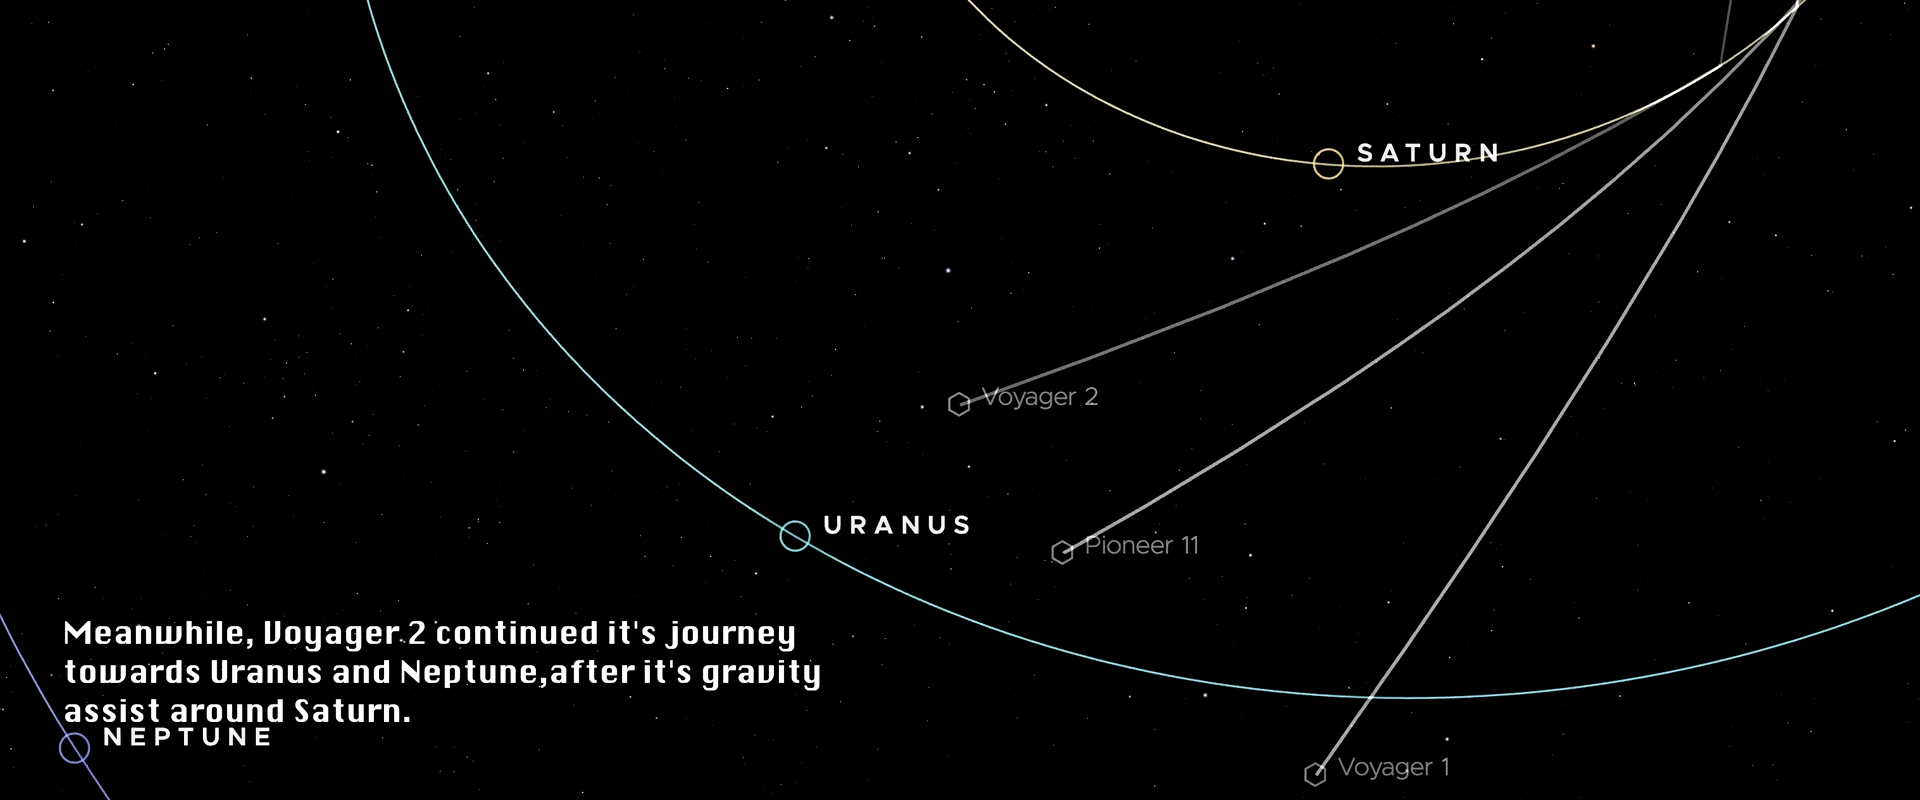 SATURN
Voyager 2
URANUS
Pioneer 11
Meanwhile, Voyager 2 continued it's journey
towards Uranus and Neptune,after it's gravity
assist around Saturn.
NEPTUNE
Voyager 1